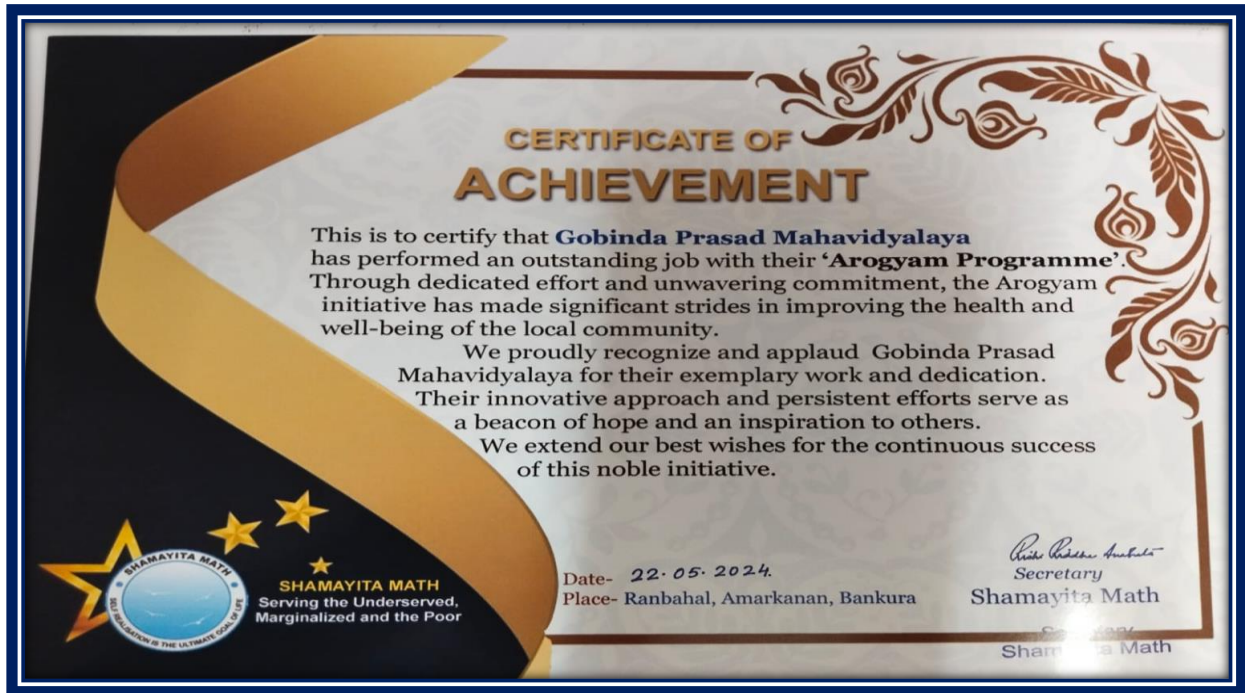 CERTIFICATE OF
ACHIEVEMENT
This is to certify that Gobinda Prasad Mahavidyalaya
has performed an outstanding job with their ‘Arogyam Programme’.
Through dedicated effort and unwavering commitment, the Arogyam
initiative has made significant strides in improving the health and
well-being of the local community.
We proudly recognize and applaud Gobinda Prasad
Mahavidyalaya for their exemplary work and dedication.
Their innovative approach and persistent efforts serve as
a beacon of hope and an inspiration to others.
We extend our best wishes for the continuous success
of this noble initiative.
SHAMAYITA MATH
SELF REALISATION IS THE ULTIMATE GOAL OF LIFE
SHAMAYITA MATH
Serving the Underserved,
Marginalized and the Poor
Date- 22.05.2024.
Place- Ranbahal, Amarkanan, Bankura
Secretary
Shamayita Math
Math